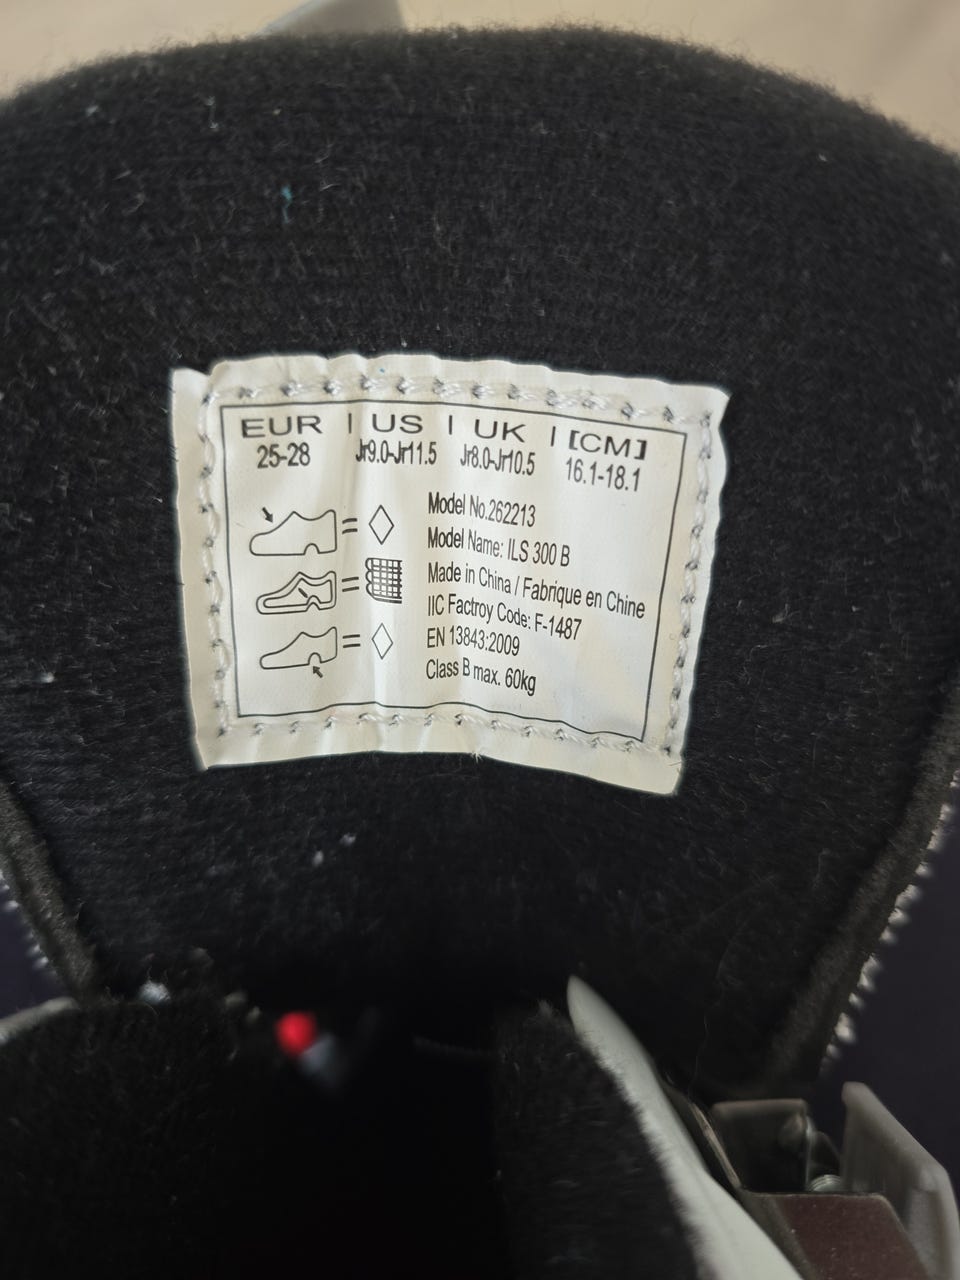 EUR | US | UK | [CM]
25-28 Jr9.0-Jr11.5 Jr8.0-Jr10.5 16.1-18.1
Model No.262213
Model Name: ILS 300 B
Made in China / Fabrique en Chine
IIC Factroy Code: F-1487
EN 13843:2009
Class B max. 60kg